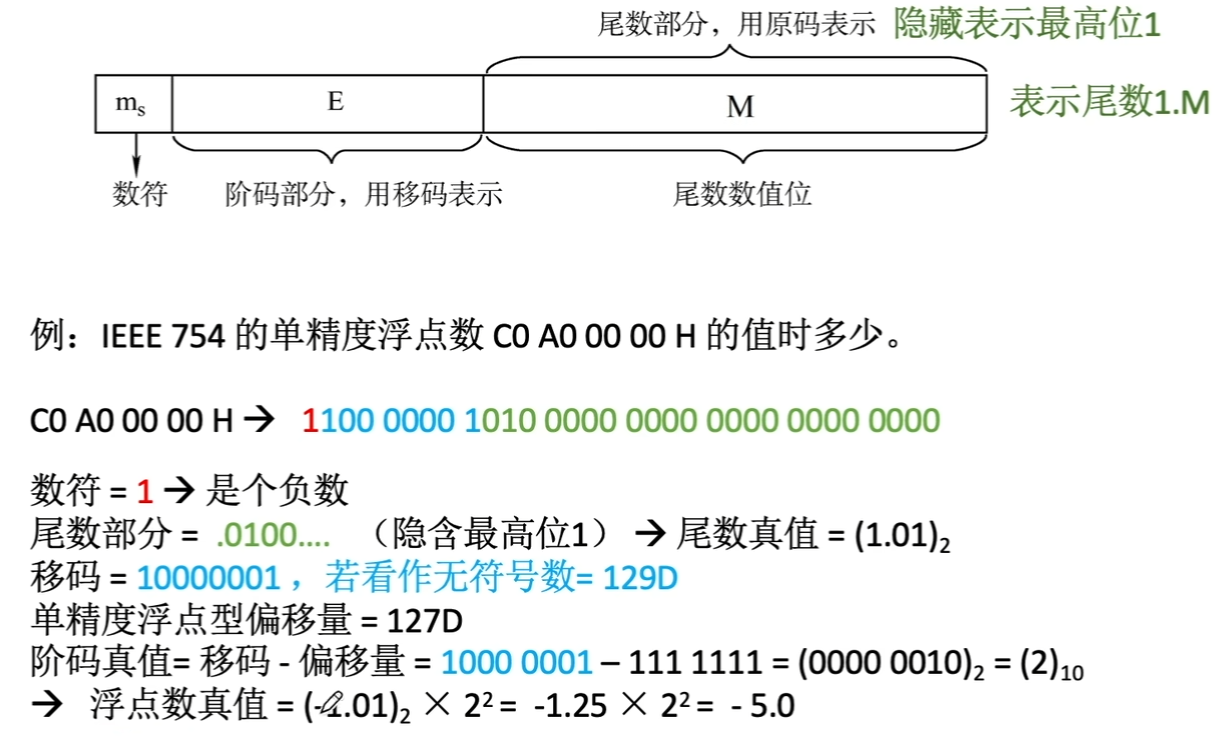 尾数部分，用原码表示 隐藏表示最高位1
mₛ E M 表示尾数1.M
数符 阶码部分，用移码表示 尾数数值位
例：IEEE 754 的单精度浮点数 C0 A0 00 00 H 的值时多少。
C0 A0 00 00 H → 1100 0000 1010 0000 0000 0000 0000 0000
数符 = 1 → 是个负数
尾数部分 = .0100.... （隐含最高位1） → 尾数真值 = (1.01)₂
移码 = 10000001 ，若看作无符号数= 129D
单精度浮点型偏移量 = 127D
阶码真值= 移码 - 偏移量 = 1000 0001 – 111 1111 = (0000 0010)₂ = (2)₁₀
→ 浮点数真值 = (-1.01)₂ × 2² = -1.25 × 2² = - 5.0